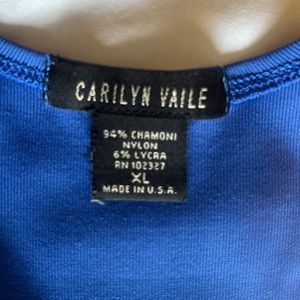 CARILYN VAILE
94% CHAMONI
NYLON
6% LYCRA
RN 102327
XL
MADE IN U.S.A.